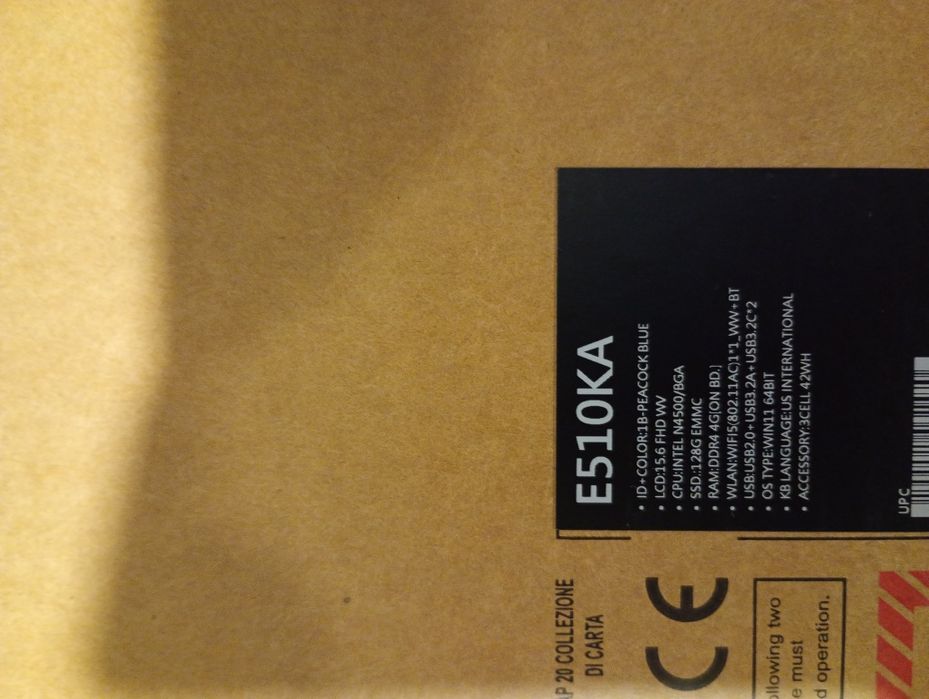 E510KA
• ID+COLOR:1B-PEACOCK BLUE
• LCD:15.6 FHD WV
• CPU:INTEL N4500/BGA
• SSD:128G EMMC
• RAM:DDR4 4G[ON BD.]
• WLAN:WIFI5(802.11AC)1*1_WW+BT
• USB:USB2.0+USB3.2A+USB3.2C*2
• OS TYPE:WIN11 64BIT
• KB LANGUAGE:US INTERNATIONAL
• ACCESSORY:3CELL 42WH
UPC
AP 20 COLLEZIONE
DI CARTA
CE
ollowing two
e must
d operation.